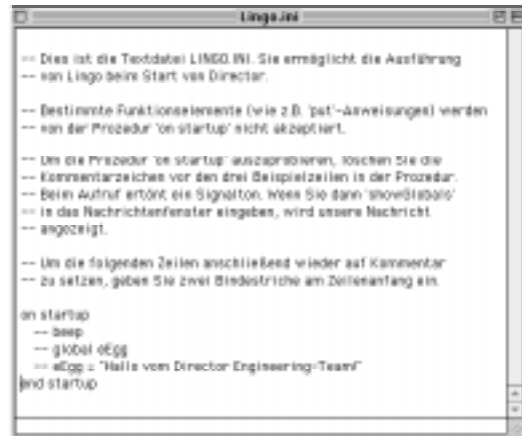 Lingo.ini
-- Dies ist die Textdatei LINGO.INI. Sie ermöglicht die Ausführung
-- von Lingo beim Start von Director.
-- Bestimmte Funktionselemente (wie z.B. 'put'-Anweisungen) werden
-- von der Prozedur 'on startup' nicht akzeptiert.
-- Um die Prozedur 'on startup' auszuprobieren, löschen Sie die
-- Kommentarzeichen vor den drei Beispielzeilen in der Prozedur.
-- Beim Aufruf ertönt ein Signalton. Wenn Sie dann 'showGlobals'
-- in das Nachrichtenfenster eingeben, wird unsere Nachricht
-- angezeigt.
-- Um die folgenden Zeilen anschließend wieder auf Kommentar
-- zu setzen, geben Sie zwei Bindestriche am Zeilenanfang ein.
on startup
-- beep
-- global eEgg
-- eEgg = "Hallo vom Director Engineering-Team!"
end startup